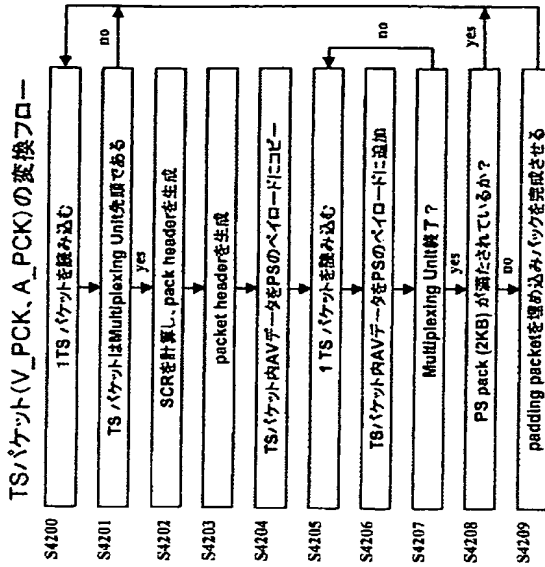 TSパケット(V_PCK、A_PCK)の変換フロー
S4200 1TS パケットを読み込む
S4201 TS パケットはMultiplexing Unit先頭である
no
yes
S4202 SCRを計算し、pack headerを生成
S4203 packet headerを生成
S4204 TSパケット内AVデータをPSのペイロードにコピー
S4205 1 TSパケットを読み込む
S4206 TSパケット内AVデータをPSのペイロードに追加
no
S4207 Multiplexing Unit終了？
yes
S4208 PS pack (2KB) が満たされているか？
yes
no
S4209 padding packetを埋め込みパックを完成させる